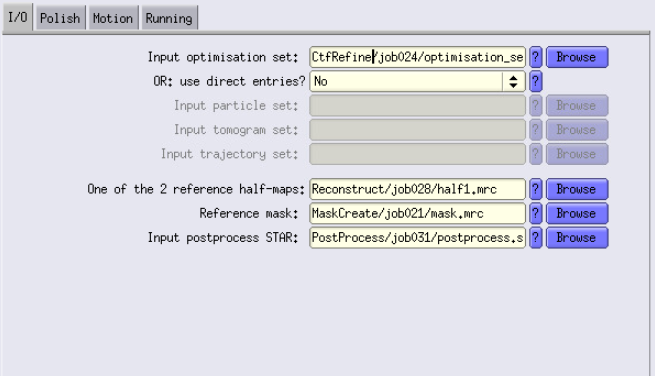 I/O Polish Motion Running
Input optimisation set: CtfRefine/job024/optimisation_se ? Browse
OR: use direct entries? No ?
Input particle set: ? Browse
Input tomogram set: ? Browse
Input trajectory set: ? Browse
One of the 2 reference half-maps: Reconstruct/job028/half1.mrc ? Browse
Reference mask: MaskCreate/job021/mask.mrc ? Browse
Input postprocess STAR: PostProcess/job031/postprocess.s ? Browse